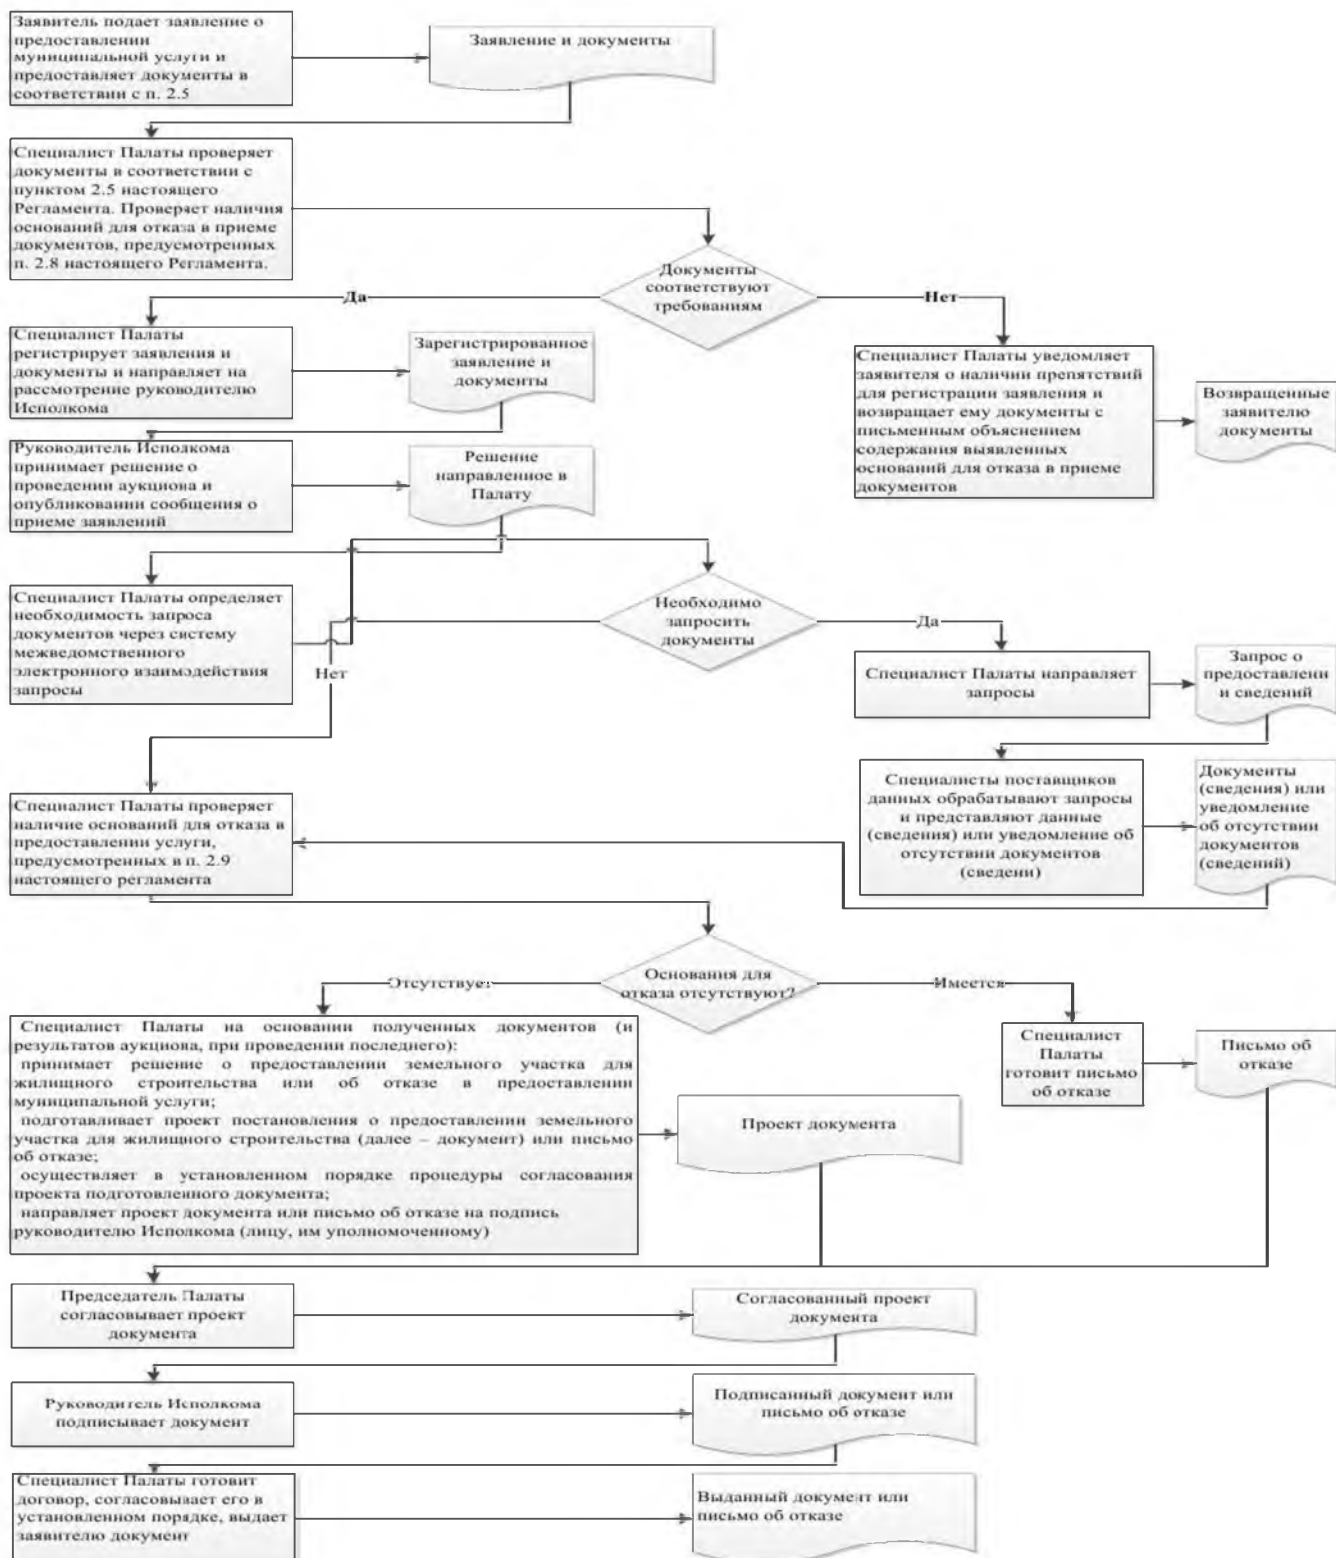 Заявитель подает заявление о
предоставлении
муниципальной услуги и
предоставляет документы в
соответствии с п. 2.5
Заявление и документы
Специалист Палаты проверяет
документы в соответствии с
пунктом 2.5 настоящего
Регламента. Проверяет наличия
оснований для отказа в приеме
документов, предусмотренных
п. 2.8 настоящего Регламента.
Документы
соответствуют
требованиям
Да
Нет
Специалист Палаты
регистрирует заявления и
документы и направляет на
рассмотрение руководителю
Исполкома
Зарегистрированное
заявление и
документы
Специалист Палаты уведомляет
заявителя о наличии препятствий
для регистрации заявления и
возвращает ему документы с
письменным объяснением
содержания выявленных
оснований для отказа в приеме
документов
Возвращенные
заявителю
документы
Руководитель Исполкома
принимает решение о
проведении аукциона и
опубликовании сообщения о
приеме заявлений
Решение
направленное в
Палату
Специалист Палаты определяет
необходимость запроса
документов через систему
межведомственного
электронного взаимодействия
запросы
Необходимо
запросить
документы
Да
Нет
Специалист Палаты направляет
запросы
Запрос о
предоставлени
и сведений
Специалисты поставщиков
данных обрабатывают запросы
и представляют данные
(сведения) или уведомление об
отсутствии документов
(сведени)
Документы
(сведения) или
уведомление
об отсутствии
документов
(сведений)
Специалист Палаты проверяет
наличие оснований для отказа в
предоставлении услуги,
предусмотренных в п. 2.9
настоящего регламента
Основания для
отказа отсутствуют?
Отсутствует
Имеется
Специалист Палаты на основании полученных документов (и
результатов аукциона, при проведении последнего):
принимает решение о предоставлении земельного участка для
жилищного строительства или об отказе в предоставлении
муниципальной услуги;
подготавливает проект постановления о предоставлении земельного
участка для жилищного строительства (далее – документ) или письмо
об отказе;
осуществляет в установленном порядке процедуры согласования
проекта подготовленного документа;
направляет проект документа или письмо об отказе на подпись
руководителю Исполкома (лицу, им уполномоченному)
Проект документа
Специалист
Палаты
готовит письмо
об отказе
Письмо об
отказе
Председатель Палаты
согласовывает проект
документа
Согласованный проект
документа
Руководитель Исполкома
подписывает документ
Подписанный документ или
письмо об отказе
Специалист Палаты готовит
договор, согласовывает его в
установленном порядке, выдает
заявителю документ
Выданный документ или
письмо об отказе